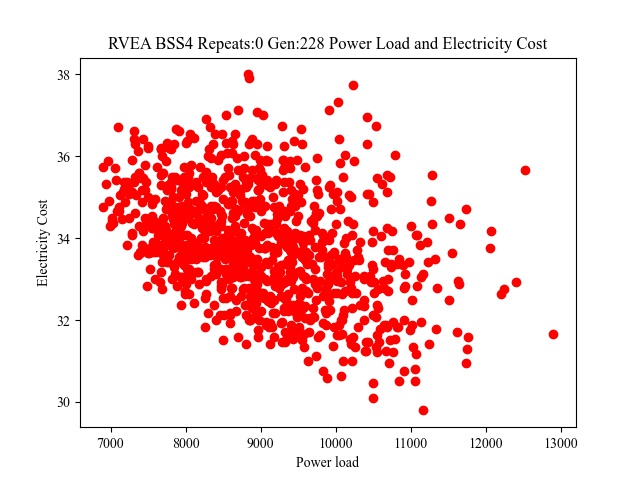 RVEA BSS4 Repeats:0 Gen:228 Power Load and Electricity Cost
38
36
34
32
30
Electricity Cost
7000 8000 9000 10000 11000 12000 13000
Power load